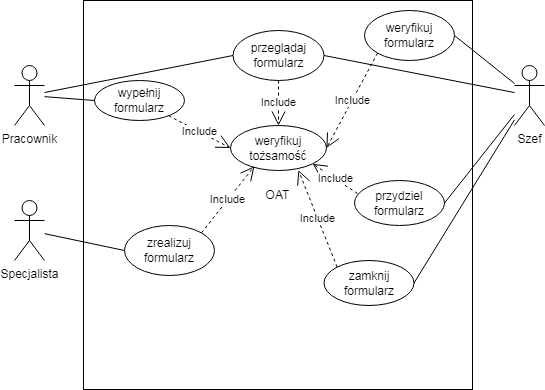 weryfikuj
formularz
przeglądaj
formularz
wypełnij
formularz
Include
Include
Include
Pracownik
weryfikuj
tożsamość
Szef
Include
OAT
Include
przydziel
formularz
Include
zrealizuj
formularz
Specjalista
zamknij
formularz